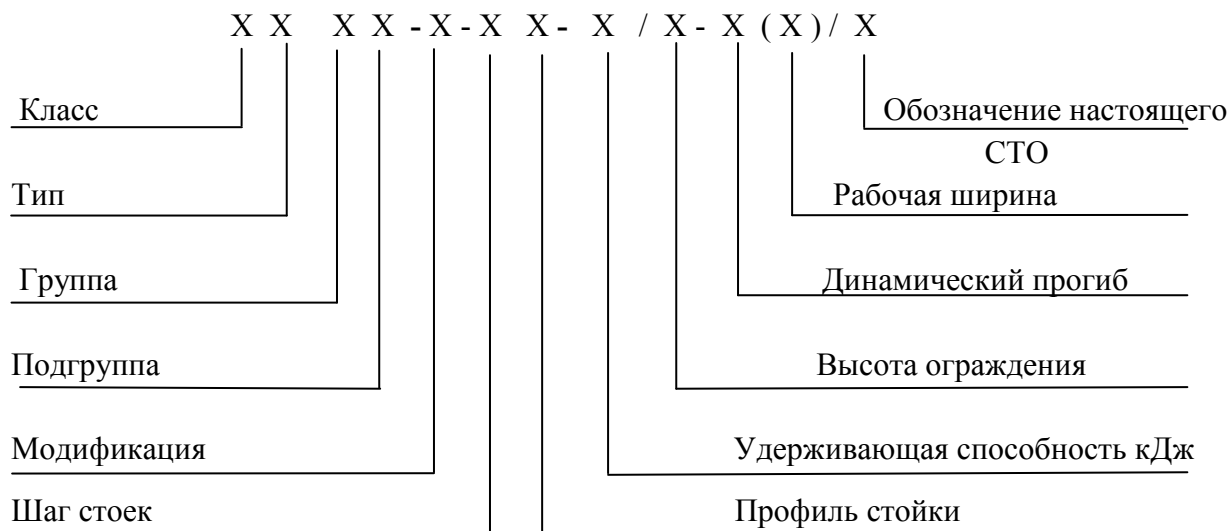 X X X X - X - X X - X / X - X ( X ) / X
Класс Обозначение настоящего
СТО
Тип Рабочая ширина
Группа Динамический прогиб
Подгруппа Высота ограждения
Модификация Удерживающая способность кДж
Шаг стоек Профиль стойки